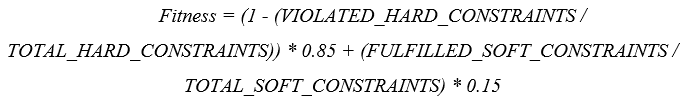 Fitness = (1 - (VIOLATED_HARD_CONSTRAINTS /
TOTAL_HARD_CONSTRAINTS)) * 0.85 + (FULFILLED_SOFT_CONSTRAINTS /
TOTAL_SOFT_CONSTRAINTS) * 0.15